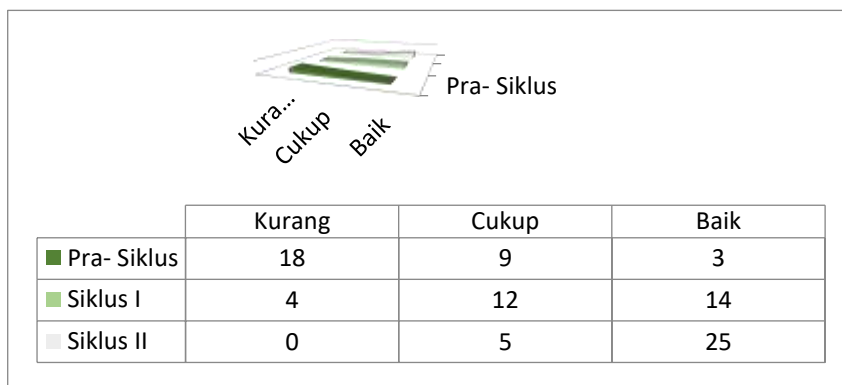 Pra- Siklus
Kura...
Cukup
Baik
Kurang Cukup Baik
Pra- Siklus 18 9 3
Siklus I 4 12 14
Siklus II 0 5 25